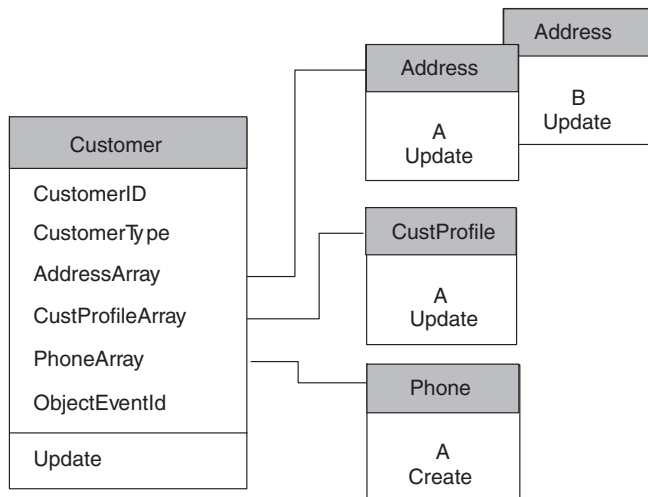 Customer
CustomerID
CustomerType
AddressArray
CustProfileArray
PhoneArray
ObjectEventId
Update
Address
A
Update
Address
B
Update
CustProfile
A
Update
Phone
A
Create